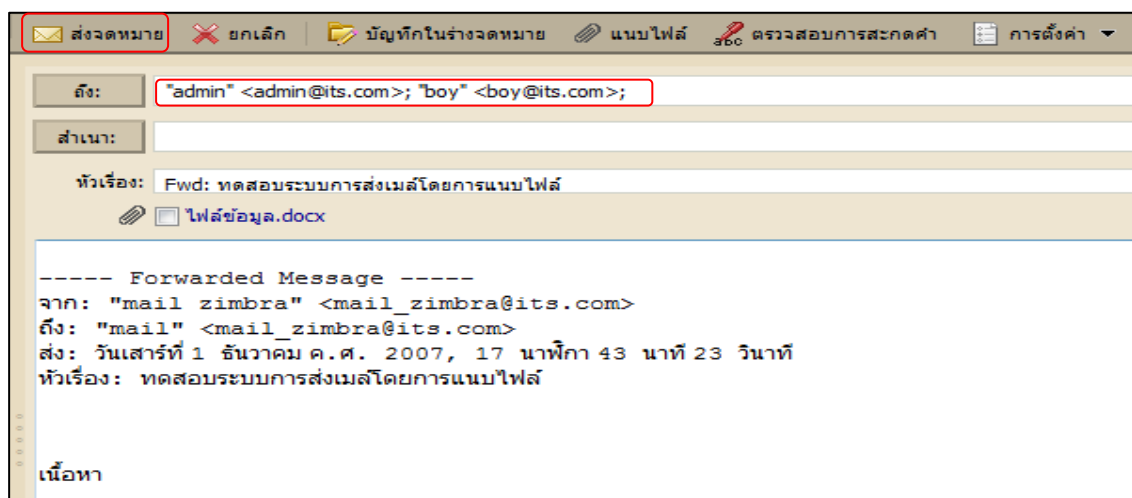 ส่งจดหมาย ยกเลิก บันทึกในร่างจดหมาย แนบไฟล์ abc ตรวจสอบการสะกดคำ การตั้งค่า
ถึง: "admin" <admin@its.com>; "boy" <boy@its.com>;
สำเนา:
หัวเรื่อง: Fwd: ทดสอบระบบการส่งเมล์โดยการแนบไฟล์
ไฟล์ข้อมูล.docx
----- Forwarded Message -----
จาก: "mail zimbra" <mail_zimbra@its.com>
ถึง: "mail" <mail_zimbra@its.com>
ส่ง: วันเสาร์ที่ 1 ธันวาคม ค.ศ. 2007, 17 นาฬิกา 43 นาที 23 วินาที
หัวเรื่อง: ทดสอบระบบการส่งเมล์โดยการแนบไฟล์
เนื้อหา